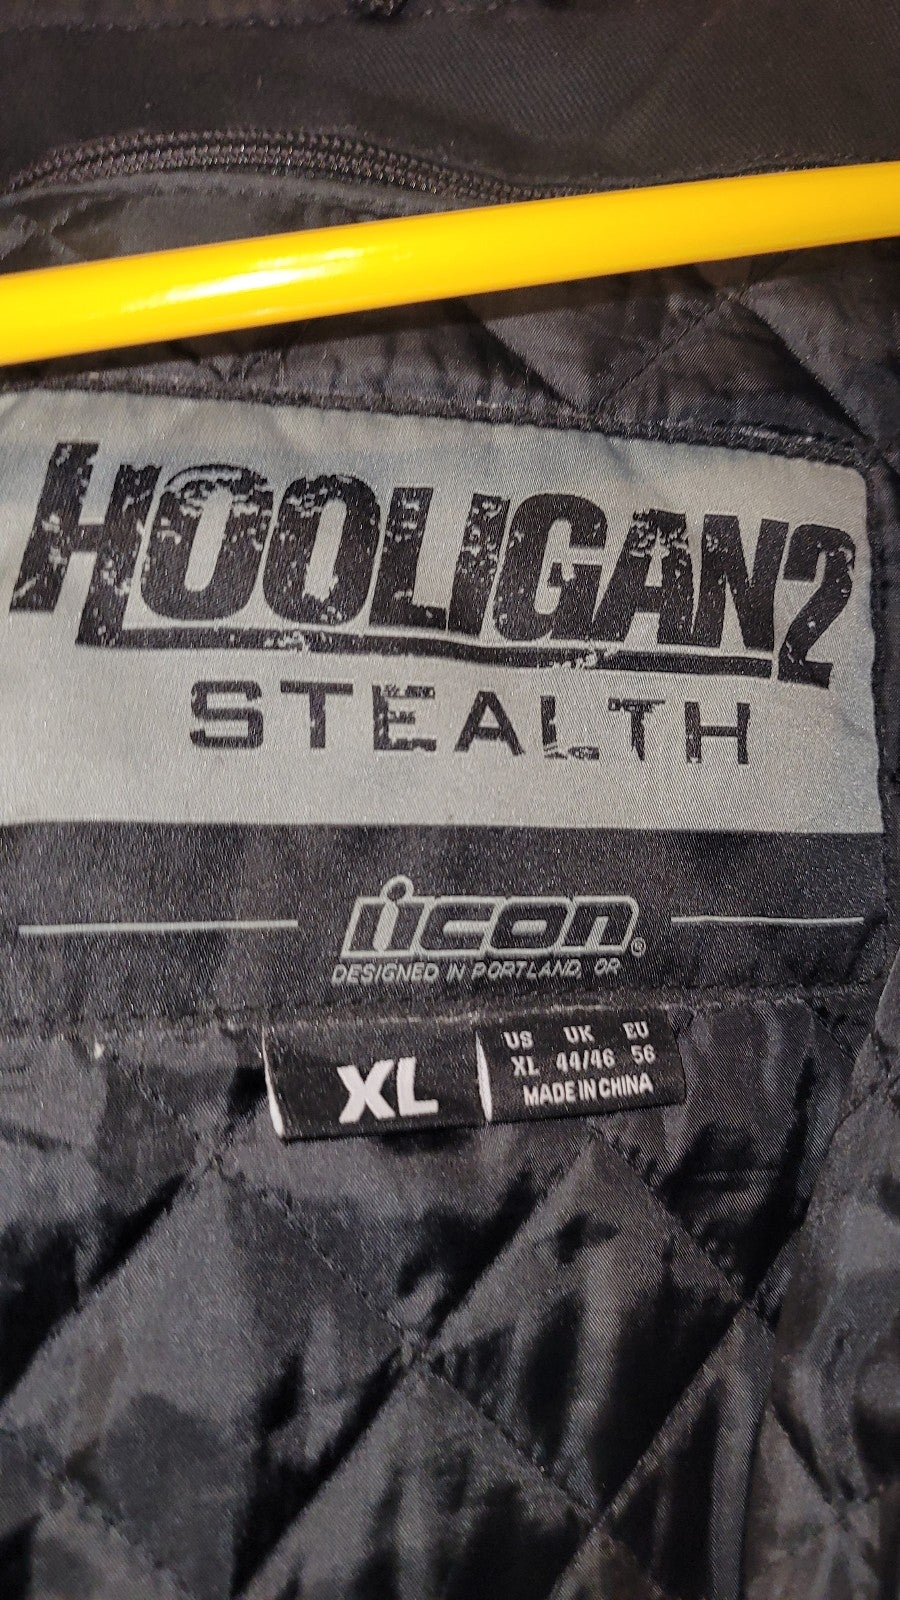 HOOLIGAN2
STEALTH
icon®
DESIGNED IN PORTLAND, OR
XL
US UK EU
XL 44/46 56
MADE IN CHINA